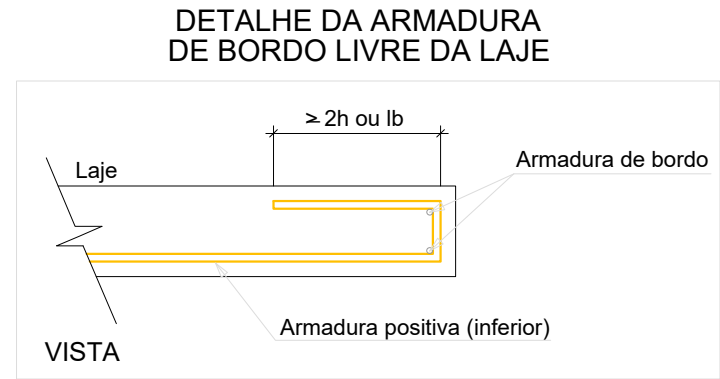 DETALHE DA ARMADURA
DE BORDO LIVRE DA LAJE
≥ 2h ou lb
Laje
Armadura de bordo
Armadura positiva (inferior)
VISTA